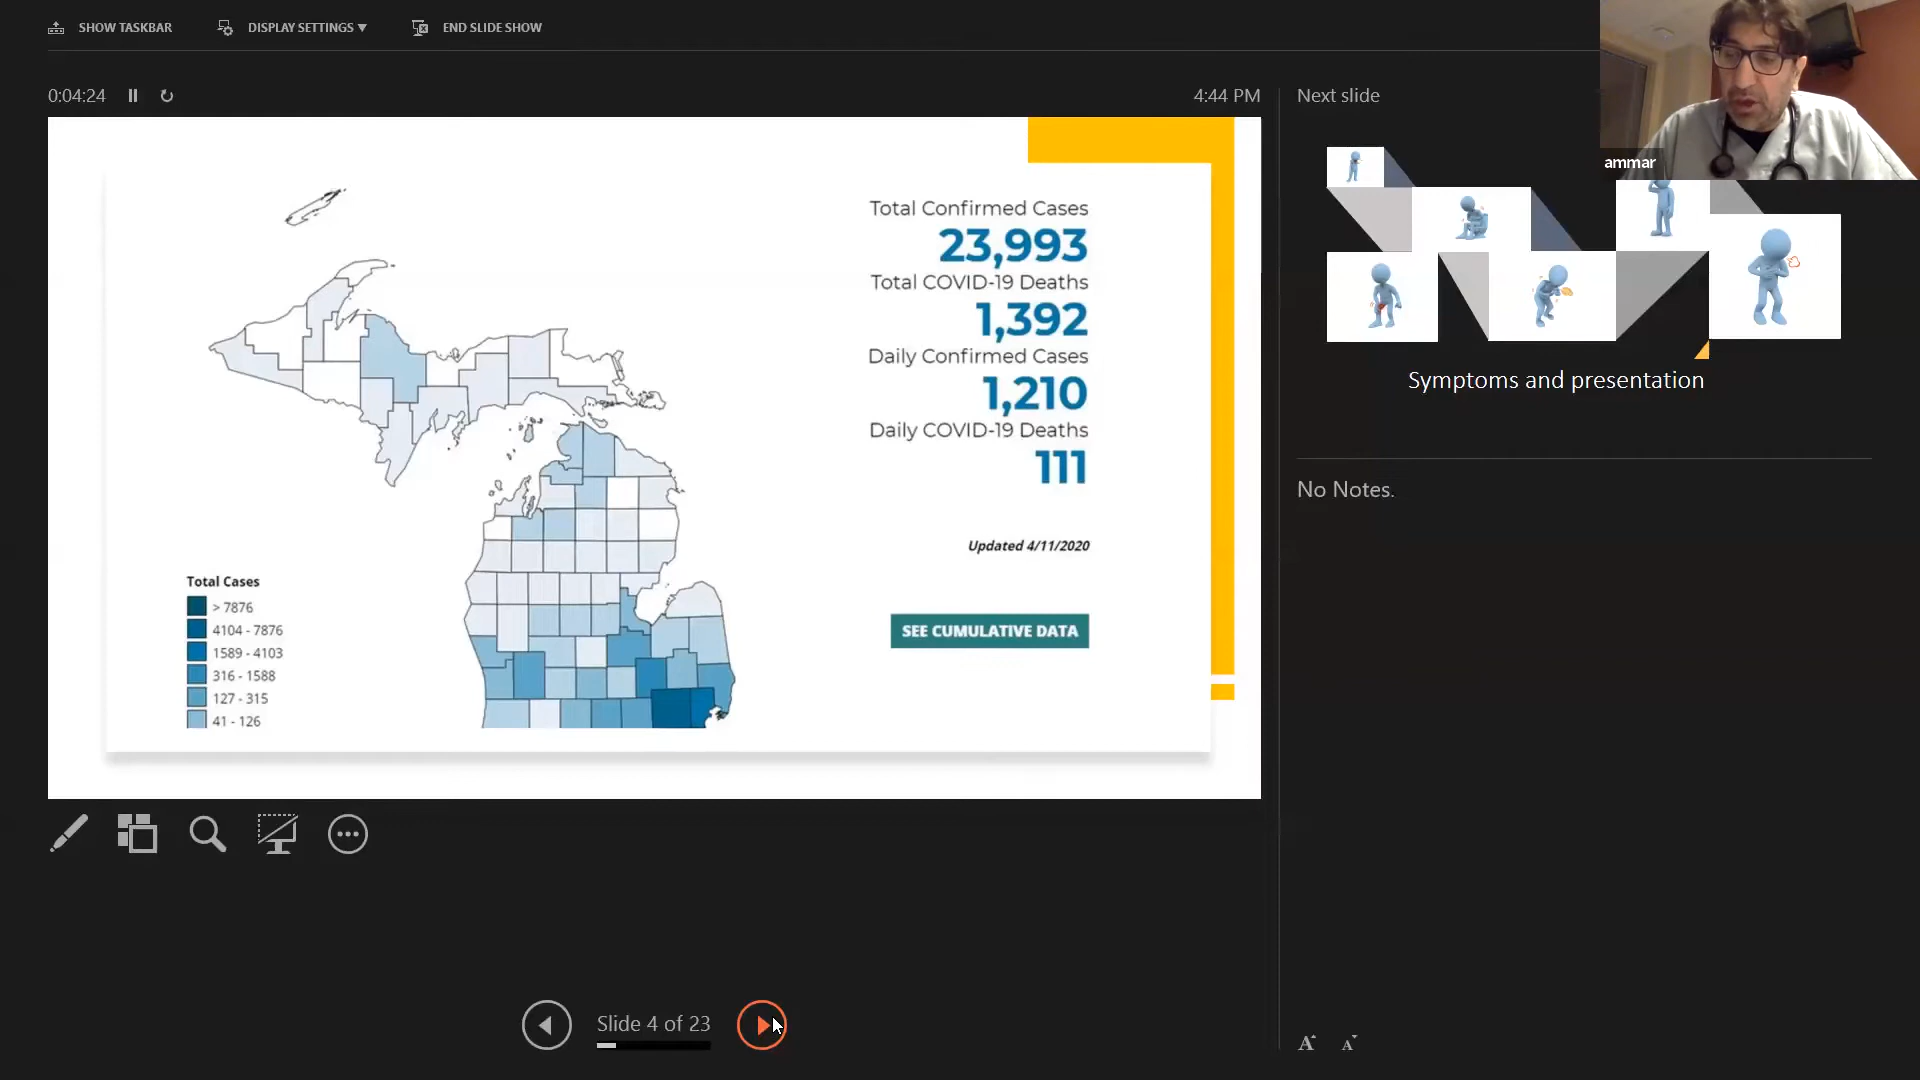 SHOW TASKBAR
DISPLAY SETTINGS ▾
END SLIDE SHOW
0:04:24
4:44 PM
Next slide
ammar
Total Confirmed Cases
23,993
Total COVID-19 Deaths
1,392
Daily Confirmed Cases
1,210
Daily COVID-19 Deaths
111
Updated 4/11/2020
SEE CUMULATIVE DATA
Total Cases
> 7876
4104 - 7876
1589 - 4103
316 - 1588
127 - 315
41 - 126
Symptoms and presentation
No Notes.
Slide 4 of 23
A A